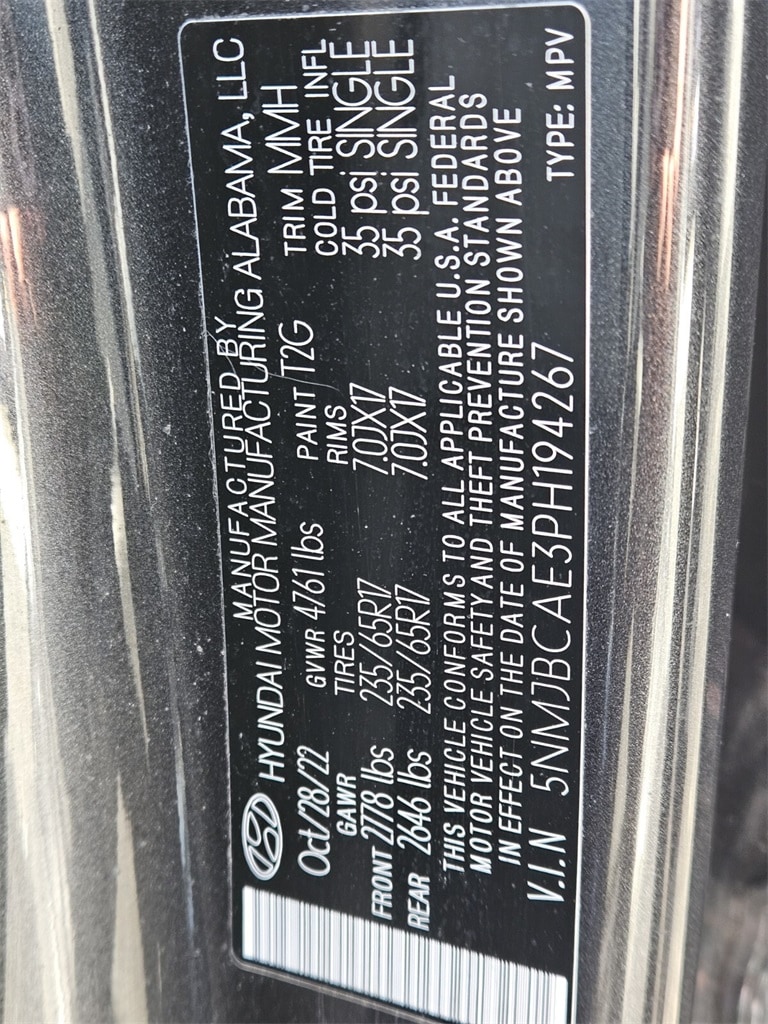 MANUFACTURED BY
HYUNDAI MOTOR MANUFACTURING ALABAMA, LLC
Oct/28/22 GVWR 4761 lbs PAINT T2G TRIM MMH
GAWR TIRES RIMS COLD TIRE INFL
FRONT 2778 lbs 235/65R17 7.0JX17 35 psi SINGLE
REAR 2646 lbs 235/65R17 7.0JX17 35 psi SINGLE
THIS VEHICLE CONFORMS TO ALL APPLICABLE U.S.A. FEDERAL
MOTOR VEHICLE SAFETY AND THEFT PREVENTION STANDARDS
IN EFFECT ON THE DATE OF MANUFACTURE SHOWN ABOVE
V.I.N 5NMJBCAE3PH194267 TYPE: MPV